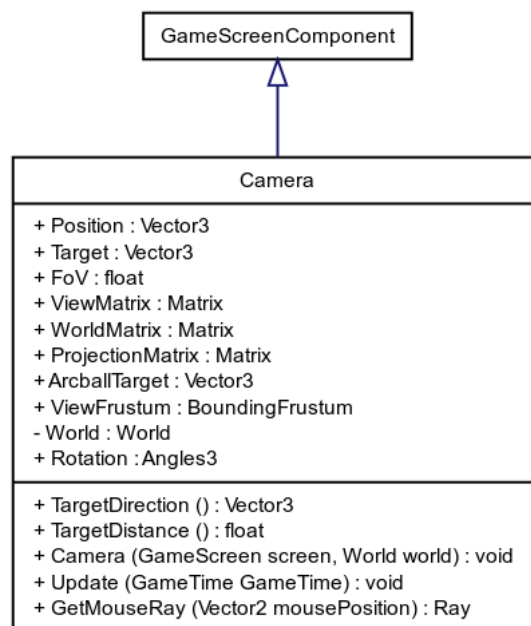 GameScreenComponent
Camera
+ Position : Vector3
+ Target : Vector3
+ FoV : float
+ ViewMatrix : Matrix
+ WorldMatrix : Matrix
+ ProjectionMatrix : Matrix
+ ArcballTarget : Vector3
+ ViewFrustum : BoundingFrustum
- World : World
+ Rotation : Angles3
+ TargetDirection () : Vector3
+ TargetDistance () : float
+ Camera (GameScreen screen, World world) : void
+ Update (GameTime GameTime) : void
+ GetMouseRay (Vector2 mousePosition) : Ray